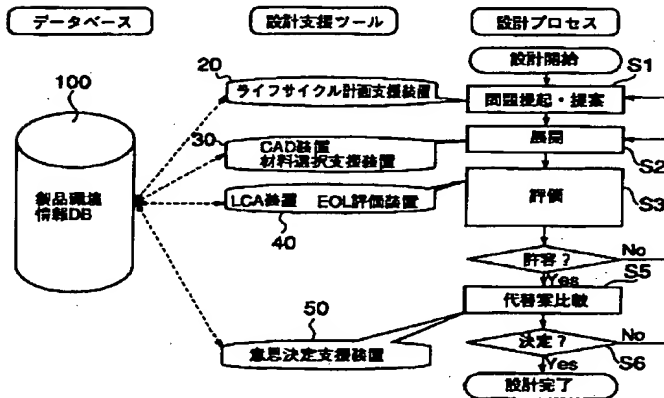 データベース
設計支援ツール
設計プロセス
設計開始
S1
20
ライフサイクル計画支援装置
問題提起・提案
100
30
CAD装置
材料選択支援装置
展開
S2
製品環境
情報DB
LCA装置 EOL評価装置
40
評価
S3
許容？
No
Yes
S5
代替案比較
50
意思決定支援装置
決定？
No
S6
Yes
設計完了